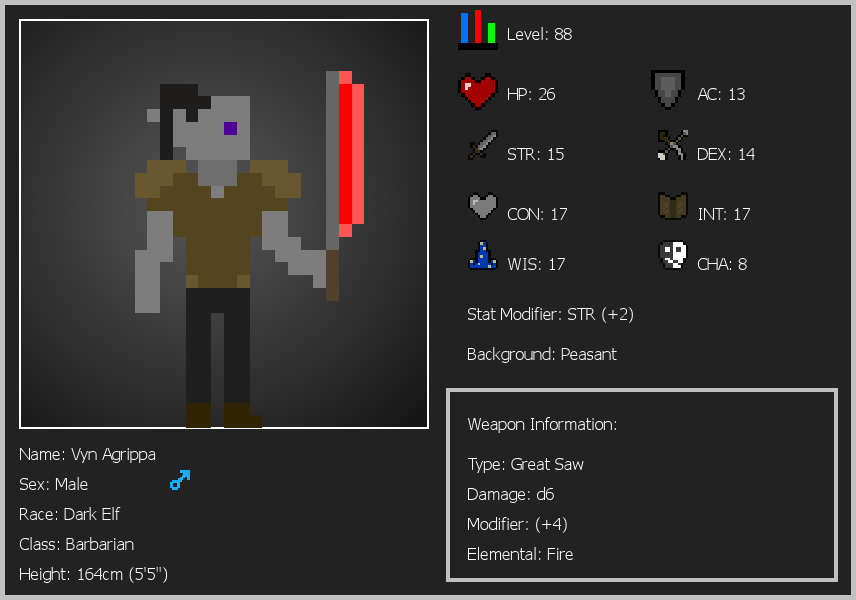 Level: 88
HP: 26
AC: 13
STR: 15
DEX: 14
CON: 17
INT: 17
WIS: 17
CHA: 8
Stat Modifier: STR (+2)
Background: Peasant
Weapon Information:
Type: Great Saw
Damage: d6
Modifier: (+4)
Elemental: Fire
Name: Vyn Agrippa
Sex: Male
Race: Dark Elf
Class: Barbarian
Height: 164cm (5'5")